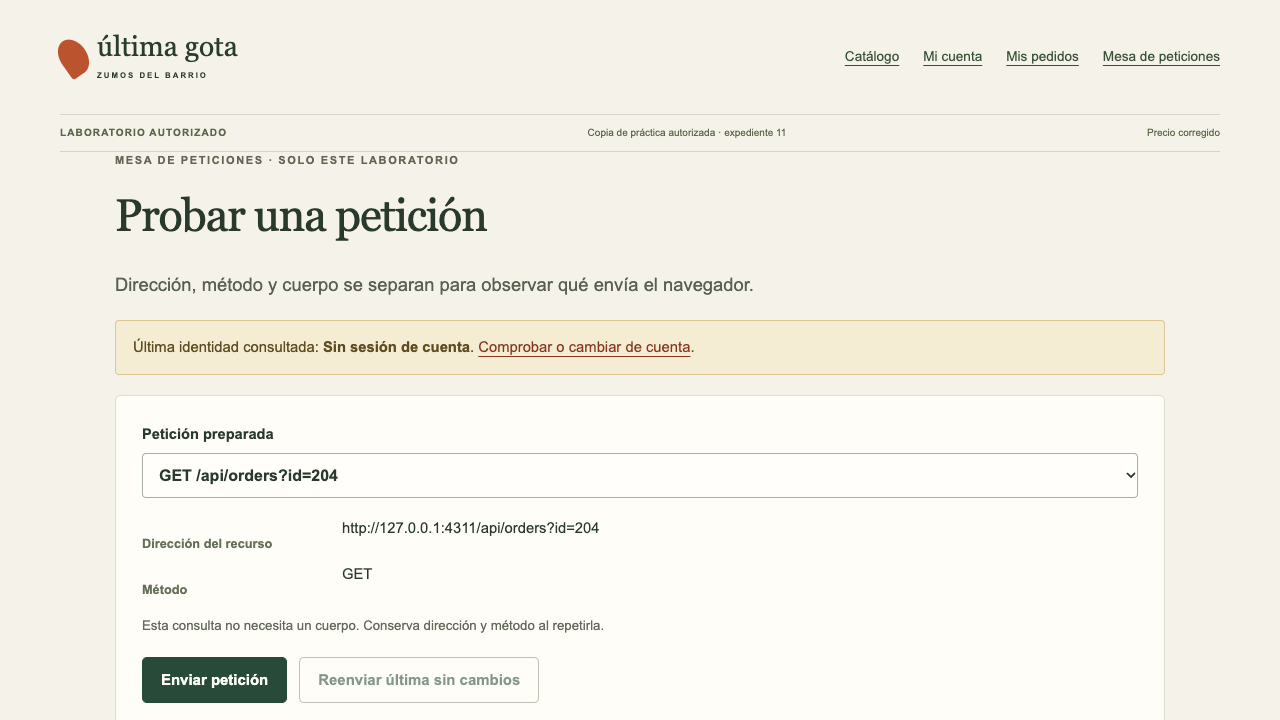 última gota
ZUMOS DEL BARRIO
Catálogo
Mi cuenta
Mis pedidos
Mesa de peticiones
LABORATORIO AUTORIZADO
Copia de práctica autorizada · expediente 11
Precio corregido
MESA DE PETICIONES · SOLO ESTE LABORATORIO
Probar una petición
Dirección, método y cuerpo se separan para observar qué envía el navegador.
Última identidad consultada: Sin sesión de cuenta. Comprobar o cambiar de cuenta.
Petición preparada
GET /api/orders?id=204
Dirección del recurso
http://127.0.0.1:4311/api/orders?id=204
Método
GET
Esta consulta no necesita un cuerpo. Conserva dirección y método al repetirla.
Enviar petición
Reenviar última sin cambios